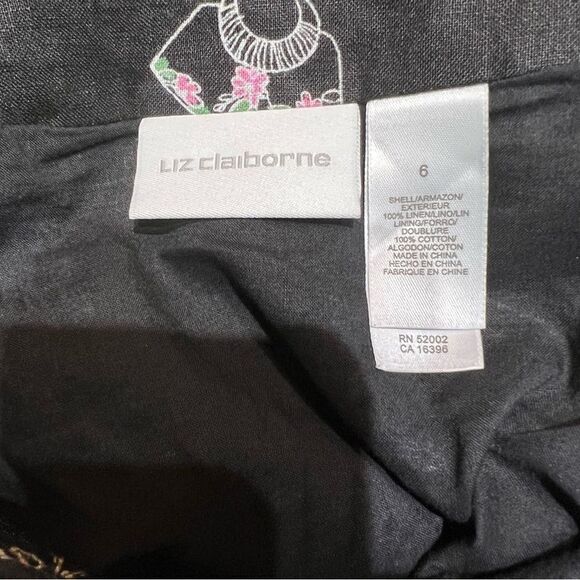 LIZ claiborne
6
SHELL/ARMAZON/
EXTERIEUR
100% LINEN/LINO/LIN
LINING/FORRO/
DOUBLURE
100% COTTON/
ALGODON/COTON
MADE IN CHINA
HECHO EN CHINA
FABRIQUE EN CHINE
RN 52002
CA 16396